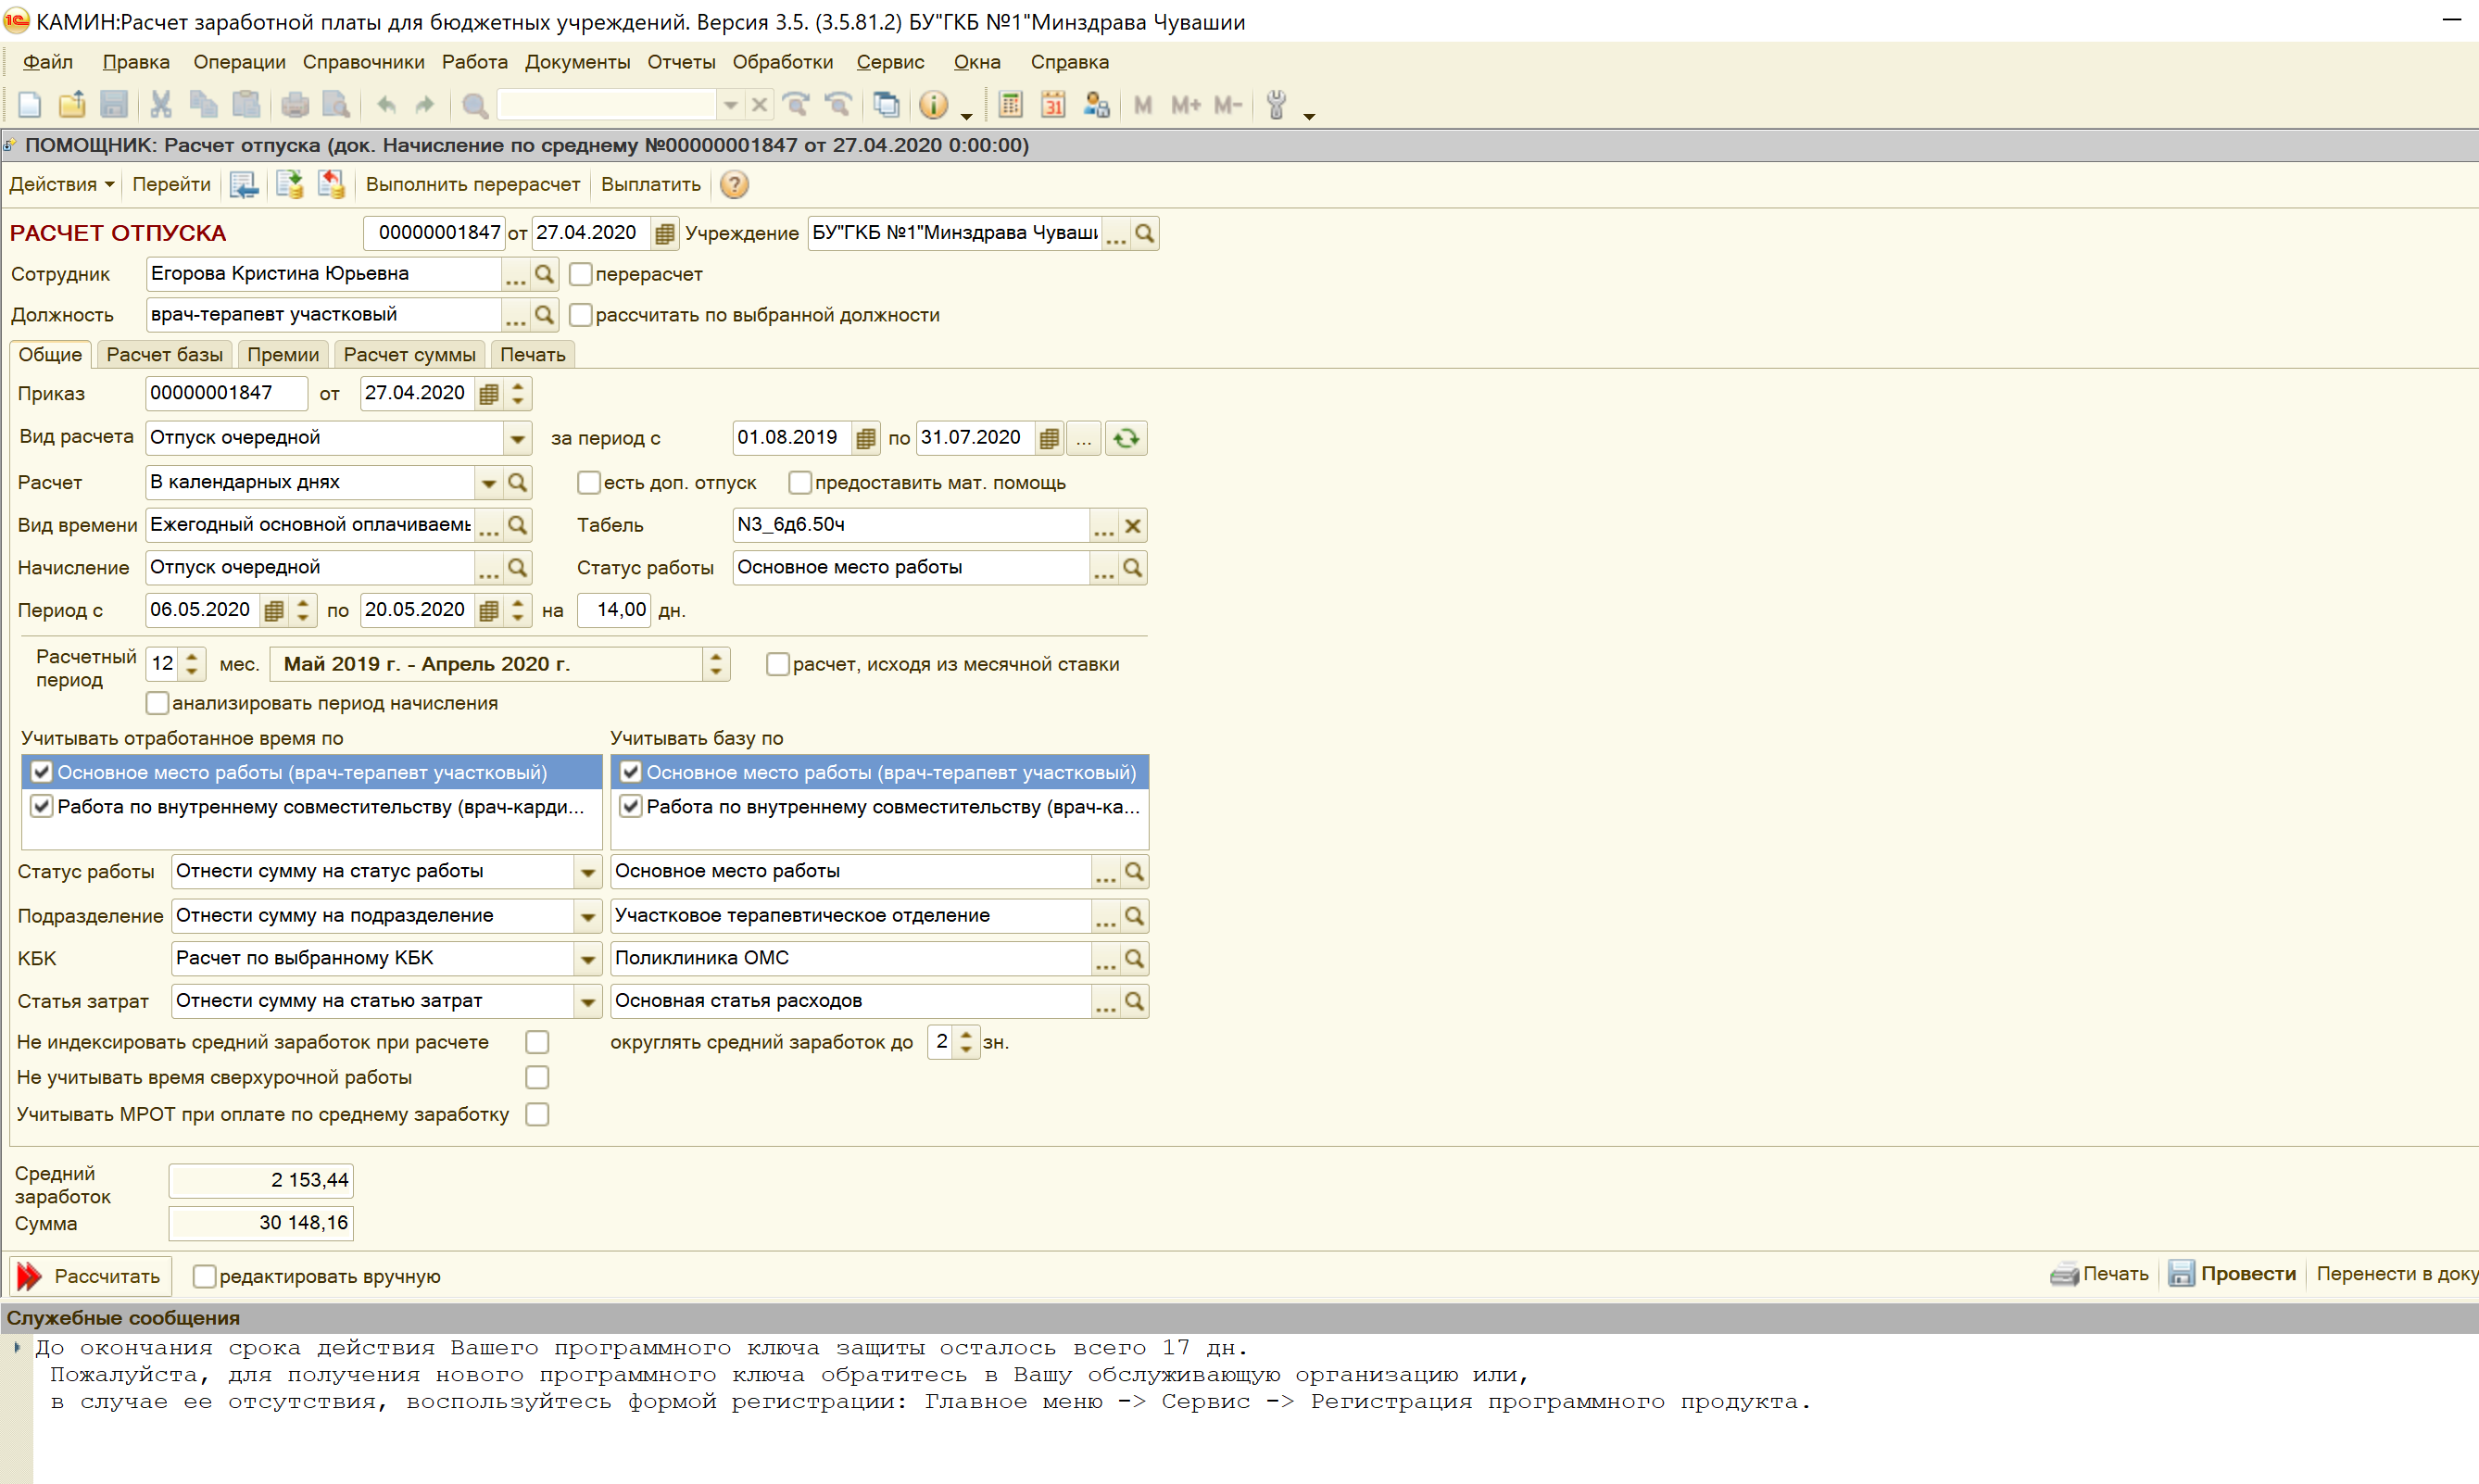 КАМИН:Расчет заработной платы для бюджетных учреждений. Версия 3.5. (3.5.81.2) БУ"ГКБ №1"Минздрава Чувашии
Файл Правка Операции Справочники Работа Документы Отчеты Обработки Сервис Окна Справка
31 M M+ M-
ПОМОЩНИК: Расчет отпуска (док. Начисление по среднему №00000001847 от 27.04.2020 0:00:00)
Действия Перейти Выполнить перерасчет Выплатить ?
РАСЧЕТ ОТПУСКА 00000001847 от 27.04.2020 Учреждение БУ"ГКБ №1"Минздрава Чуваши ...
Сотрудник Егорова Кристина Юрьевна ... перерасчет
Должность врач-терапевт участковый ... рассчитать по выбранной должности
Общие Расчет базы Премии Расчет суммы Печать
Приказ 00000001847 от 27.04.2020
Вид расчета Отпуск очередной за период с 01.08.2019 по 31.07.2020 ...
Расчет В календарных днях есть доп. отпуск предоставить мат. помощь
Вид времени Ежегодный основной оплачиваемы ... Табель N3_6д6.50ч ...
Начисление Отпуск очередной ... Статус работы Основное место работы ...
Период с 06.05.2020 по 20.05.2020 на 14,00 дн.
Расчетный период 12 мес. Май 2019 г. - Апрель 2020 г. расчет, исходя из месячной ставки
анализировать период начисления
Учитывать отработанное время по Учитывать базу по
Основное место работы (врач-терапевт участковый) Основное место работы (врач-терапевт участковый)
Работа по внутреннему совместительству (врач-карди... Работа по внутреннему совместительству (врач-ка...
Статус работы Отнести сумму на статус работы Основное место работы ...
Подразделение Отнести сумму на подразделение Участковое терапевтическое отделение ...
КБК Расчет по выбранному КБК Поликлиника ОМС ...
Статья затрат Отнести сумму на статью затрат Основная статья расходов ...
Не индексировать средний заработок при расчете округлять средний заработок до 2 зн.
Не учитывать время сверхурочной работы
Учитывать МРОТ при оплате по среднему заработку
Средний заработок 2 153,44
Сумма 30 148,16
Рассчитать редактировать вручную Печать Провести Перенести в доку
Служебные сообщения
До окончания срока действия Вашего программного ключа защиты осталось всего 17 дн.
Пожалуйста, для получения нового программного ключа обратитесь в Вашу обслуживающую организацию или,
в случае ее отсутствия, воспользуйтесь формой регистрации: Главное меню -> Сервис -> Регистрация программного продукта.